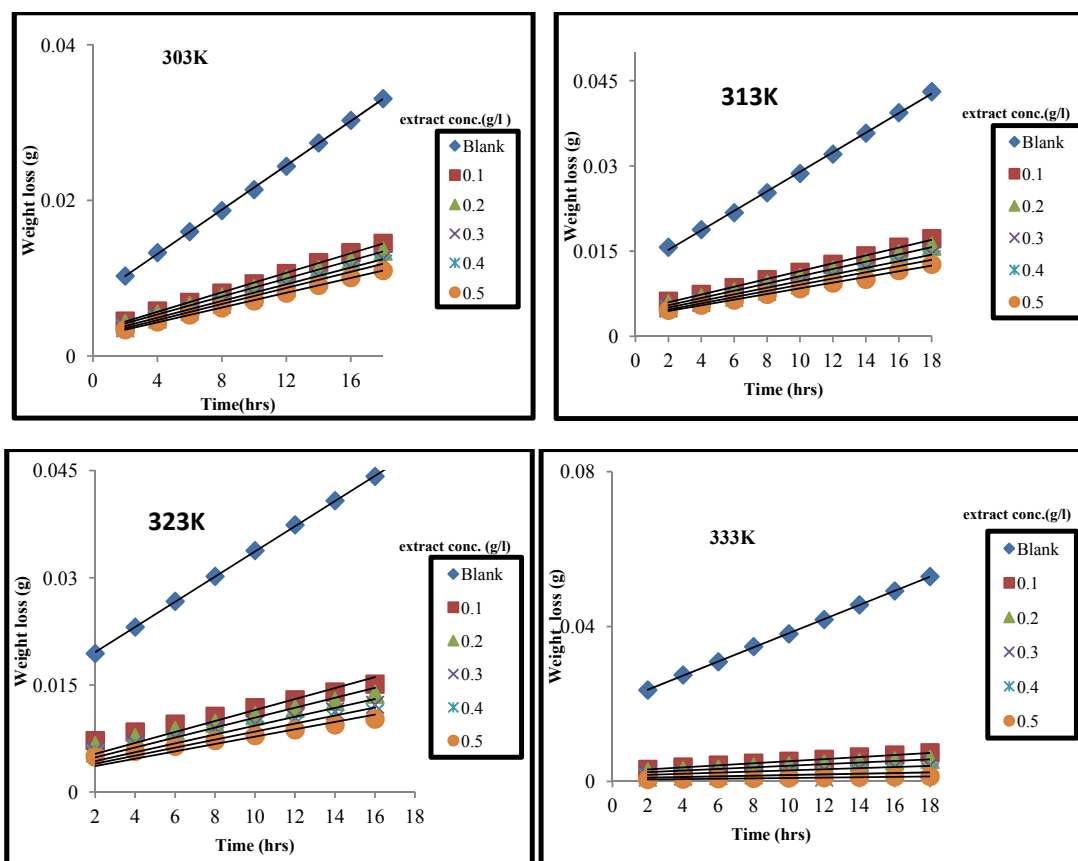 303K
0.04
0.02
0
0 4 8 12 16
Weight loss (g)
Time(hrs)
extract conc.(g/l )
Blank
0.1
0.2
0.3
0.4
0.5
313K
0.045
0.03
0.015
0
0 2 4 6 8 10 12 14 16 18
Weight loss (g)
Time (hrs)
extract conc.(g/l)
Blank
0.1
0.2
0.3
0.4
0.5
323K
0.045
0.03
0.015
0
2 4 6 8 10 12 14 16 18
Weight loss (g)
Time (hrs)
extract conc. (g/l)
Blank
0.1
0.2
0.3
0.4
0.5
333K
0.08
0.04
0
0 2 4 6 8 10 12 14 16 18
Weight loss (g)
Time (hrs)
extract conc.(g/l)
Blank
0.1
0.2
0.3
0.4
0.5